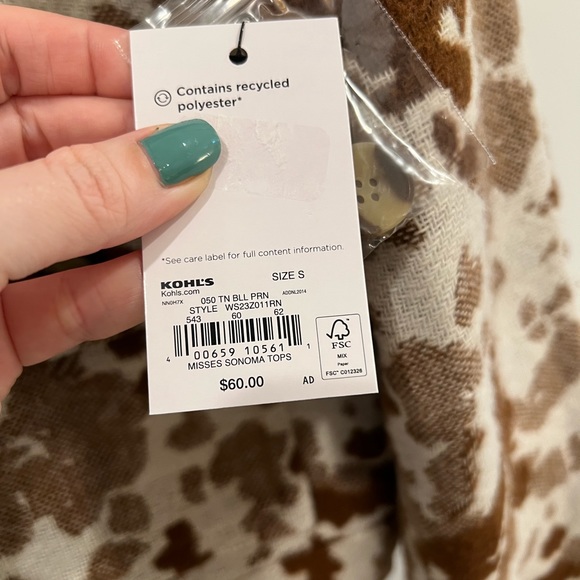 Contains recycled
polyester*
*See care label for full content information.
KOHL'S
SIZE S
Kohls.com
NN9H7X 050 TN BLL PRN ADDNL2014
STYLE WS23Z011RN
543 60 62
4 00659 10561 1
MISSES SONOMA TOPS
$60.00
AD
FSC
MIX
Paper
FSC® C012326